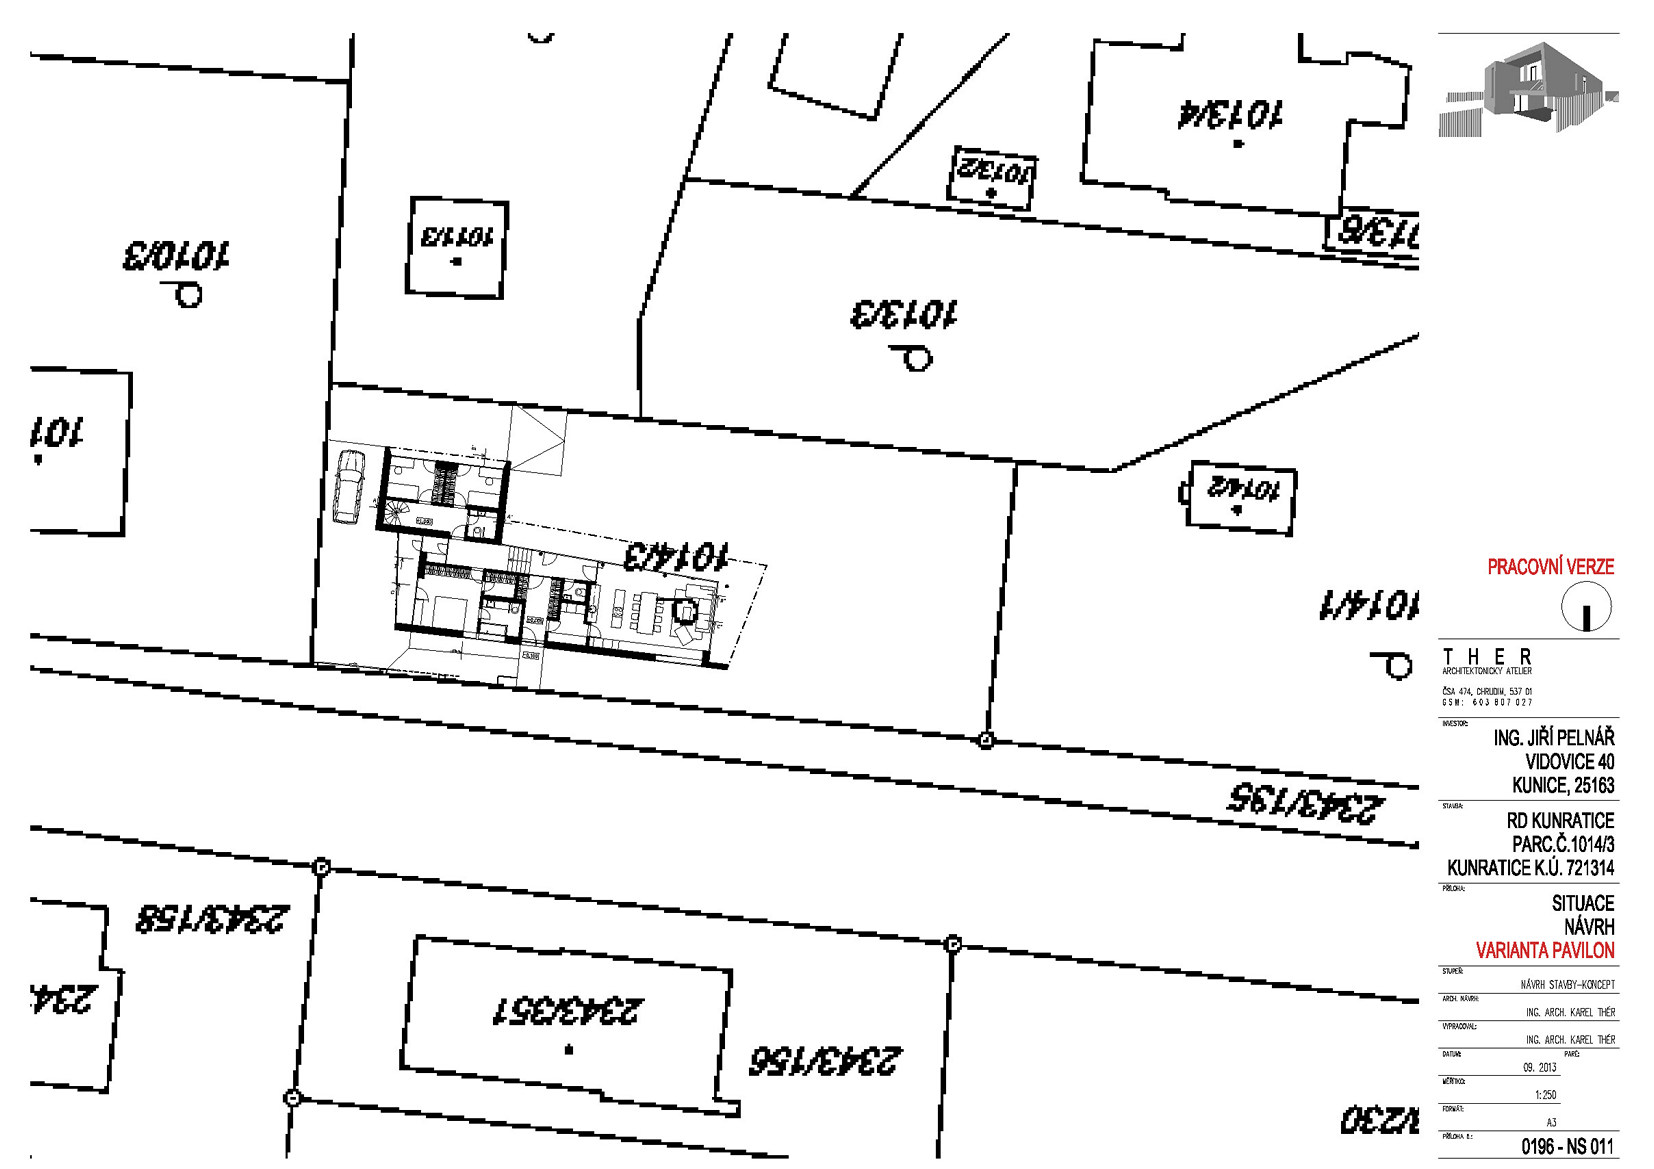 1013/4
1013/2
1011/3
013/6
1010/3
1013/3
101
1014/2
1014/3
1014/1
2343/135
2343/158
234
2343/351
2343/156
V230
PRACOVNÍ VERZE
THER
ARCHITEKTONICKÝ ATELIER
ČSA 474, CHRUDIM, 537 01
GSM: 603 807 027
INVESTOR:
ING. JIŘÍ PELNÁŘ
VIDOVICE 40
KUNICE, 25163
STAVBA:
RD KUNRATICE
PARC.Č.1014/3
KUNRATICE K.Ú. 721314
PŘÍLOHA:
SITUACE
NÁVRH
VARIANTA PAVILON
STUPEŇ:
NÁVRH STAVBY-KONCEPT
ARCH. NÁVRH:
ING. ARCH. KAREL THÉR
VYPRACOVAL:
ING. ARCH. KAREL THÉR
DATUM: PARÉ:
09. 2013
MĚŘÍTKO:
1:250
FORMÁT:
A3
PŘÍLOHA Č.:
0196 - NS 011